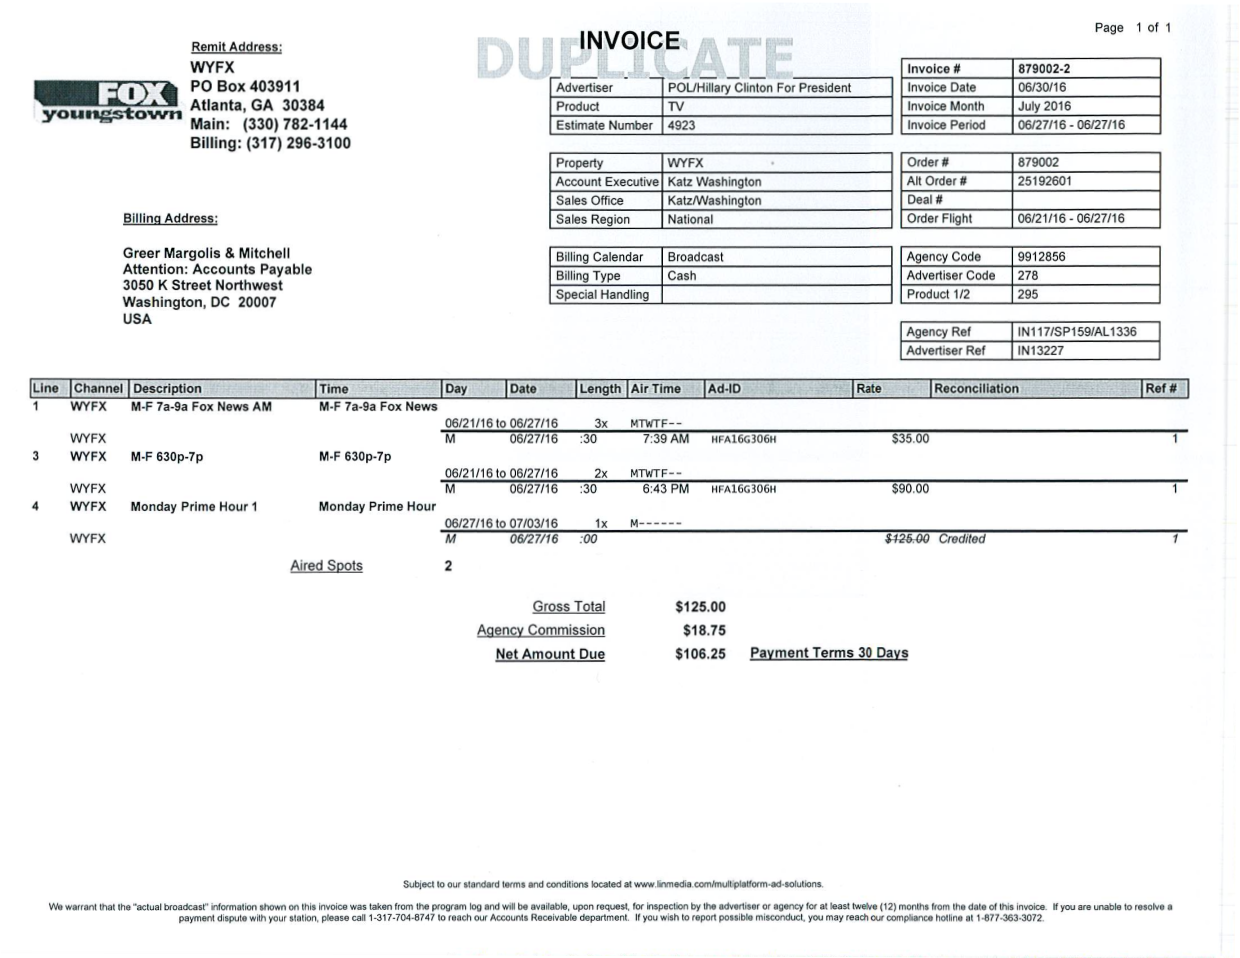 Page 1 of 1
DUPLICATE
INVOICE
Remit Address:
WYFX
PO Box 403911
Atlanta, GA 30384
Main: (330) 782-1144
Billing: (317) 296-3100
FOX
youngstown
Advertiser POL/Hillary Clinton For President
Product TV
Estimate Number 4923
Invoice # 879002-2
Invoice Date 06/30/16
Invoice Month July 2016
Invoice Period 06/27/16 - 06/27/16
Property WYFX
Account Executive Katz Washington
Sales Office Katz/Washington
Sales Region National
Order # 879002
Alt Order # 25192601
Deal #
Order Flight 06/21/16 - 06/27/16
Billing Address:
Greer Margolis & Mitchell
Attention: Accounts Payable
3050 K Street Northwest
Washington, DC 20007
USA
Billing Calendar Broadcast
Billing Type Cash
Special Handling
Agency Code 9912856
Advertiser Code 278
Product 1/2 295
Agency Ref IN117/SP159/AL1336
Advertiser Ref IN13227
Line Channel Description Time Day Date Length Air Time Ad-ID Rate Reconciliation Ref #
1 WYFX M-F 7a-9a Fox News AM M-F 7a-9a Fox News
06/21/16 to 06/27/16 3x MTWTF--
WYFX M 06/27/16 :30 7:39 AM HFA16G306H $35.00 1
3 WYFX M-F 630p-7p M-F 630p-7p
06/21/16 to 06/27/16 2x MTWTF--
WYFX M 06/27/16 :30 6:43 PM HFA16G306H $90.00 1
4 WYFX Monday Prime Hour 1 Monday Prime Hour
06/27/16 to 07/03/16 1x M------
WYFX M 06/27/16 :00 $125.00 Credited 1
Aired Spots 2
Gross Total $125.00
Agency Commission $18.75
Net Amount Due $106.25 Payment Terms 30 Days
Subject to our standard terms and conditions located at www.linmedia.com/multiplatform-ad-solutions.
We warrant that the "actual broadcast" information shown on this invoice was taken from the program log and will be available, upon request, for inspection by the advertiser or agency for at least twelve (12) months from the date of this invoice. If you are unable to resolve a
payment dispute with your station, please call 1-317-704-8747 to reach our Accounts Receivable department. If you wish to report possible misconduct, you may reach our compliance hotline at 1-877-363-3072.